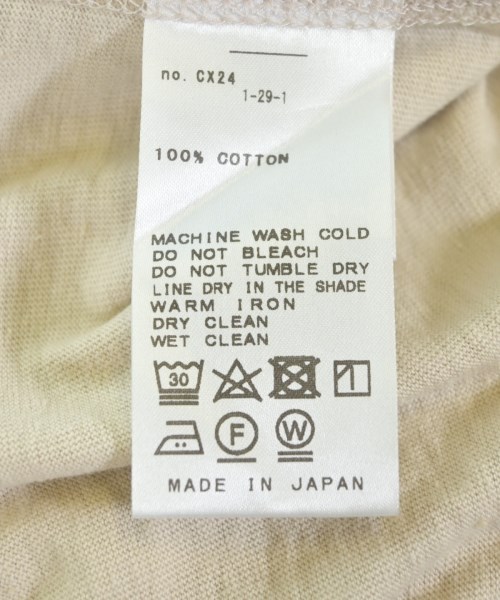 no. CX24
1-29-1
100% COTTON
MACHINE WASH COLD
DO NOT BLEACH
DO NOT TUMBLE DRY
LINE DRY IN THE SHADE
WARM IRON
DRY CLEAN
WET CLEAN
30
F W
MADE IN JAPAN